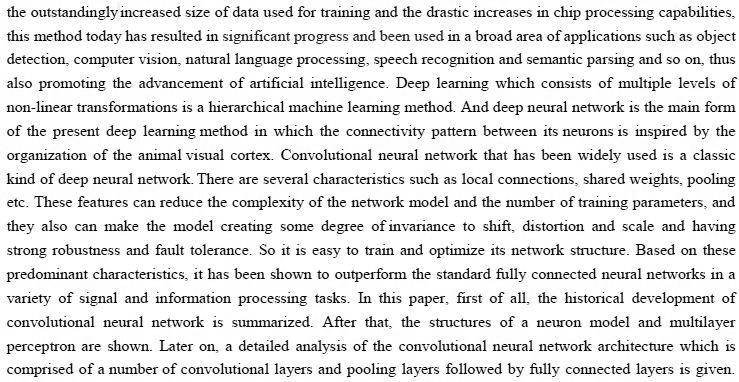 the outstandingly increased size of data used for training and the drastic increases in chip processing capabilities,
this method today has resulted in significant progress and been used in a broad area of applications such as object
detection, computer vision, natural language processing, speech recognition and semantic parsing and so on, thus
also promoting the advancement of artificial intelligence. Deep learning which consists of multiple levels of
non-linear transformations is a hierarchical machine learning method. And deep neural network is the main form
of the present deep learning method in which the connectivity pattern between its neurons is inspired by the
organization of the animal visual cortex. Convolutional neural network that has been widely used is a classic
kind of deep neural network. There are several characteristics such as local connections, shared weights, pooling
etc. These features can reduce the complexity of the network model and the number of training parameters, and
they also can make the model creating some degree of invariance to shift, distortion and scale and having
strong robustness and fault tolerance. So it is easy to train and optimize its network structure. Based on these
predominant characteristics, it has been shown to outperform the standard fully connected neural networks in a
variety of signal and information processing tasks. In this paper, first of all, the historical development of
convolutional neural network is summarized. After that, the structures of a neuron model and multilayer
perceptron are shown. Later on, a detailed analysis of the convolutional neural network architecture which is
comprised of a number of convolutional layers and pooling layers followed by fully connected layers is given.